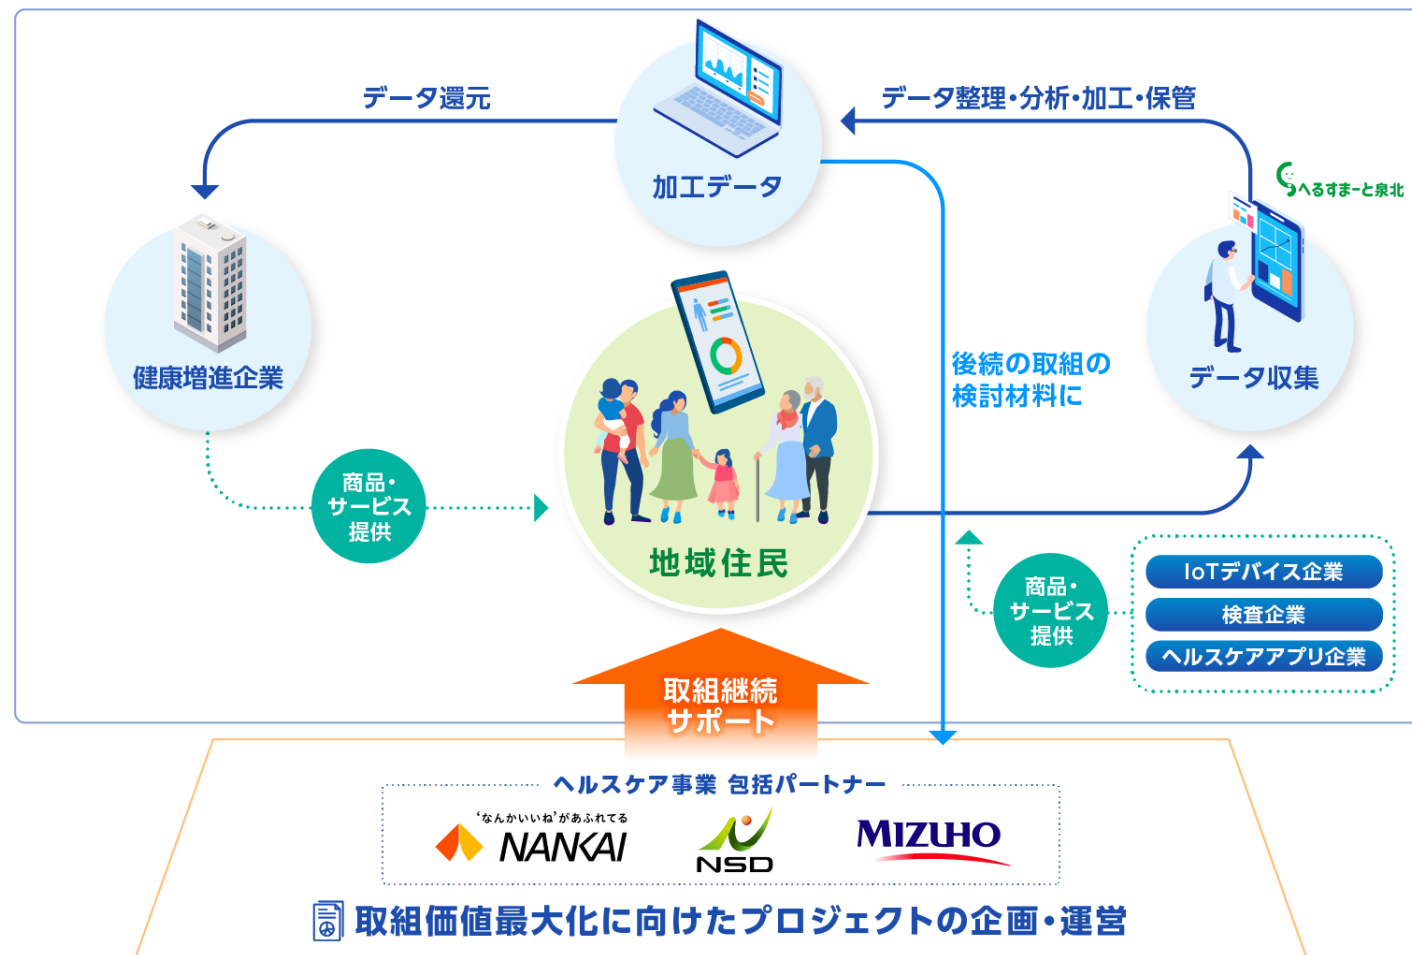 データ還元
データ整理・分析・加工・保管
加工データ
へるすまーと泉北
健康増進企業
後続の取組の
検討材料に
データ収集
商品・
サービス
提供
地域住民
商品・
サービス
提供
IoTデバイス企業
検査企業
ヘルスケアアプリ企業
取組継続
サポート
ヘルスケア事業 包括パートナー
‘なんかいいね’があふれてる
NANKAI
NSD
MIZUHO
取組価値最大化に向けたプロジェクトの企画・運営